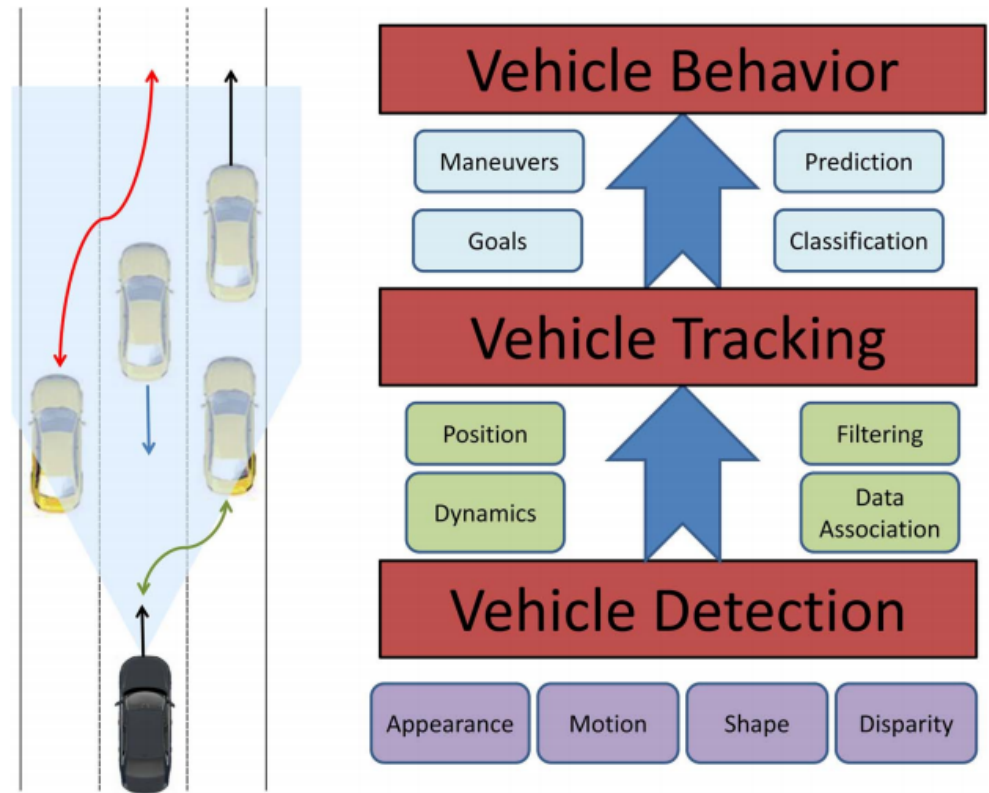 Vehicle Behavior
Maneuvers
Prediction
Goals
Classification
Vehicle Tracking
Position
Filtering
Dynamics
Data
Association
Vehicle Detection
Appearance
Motion
Shape
Disparity